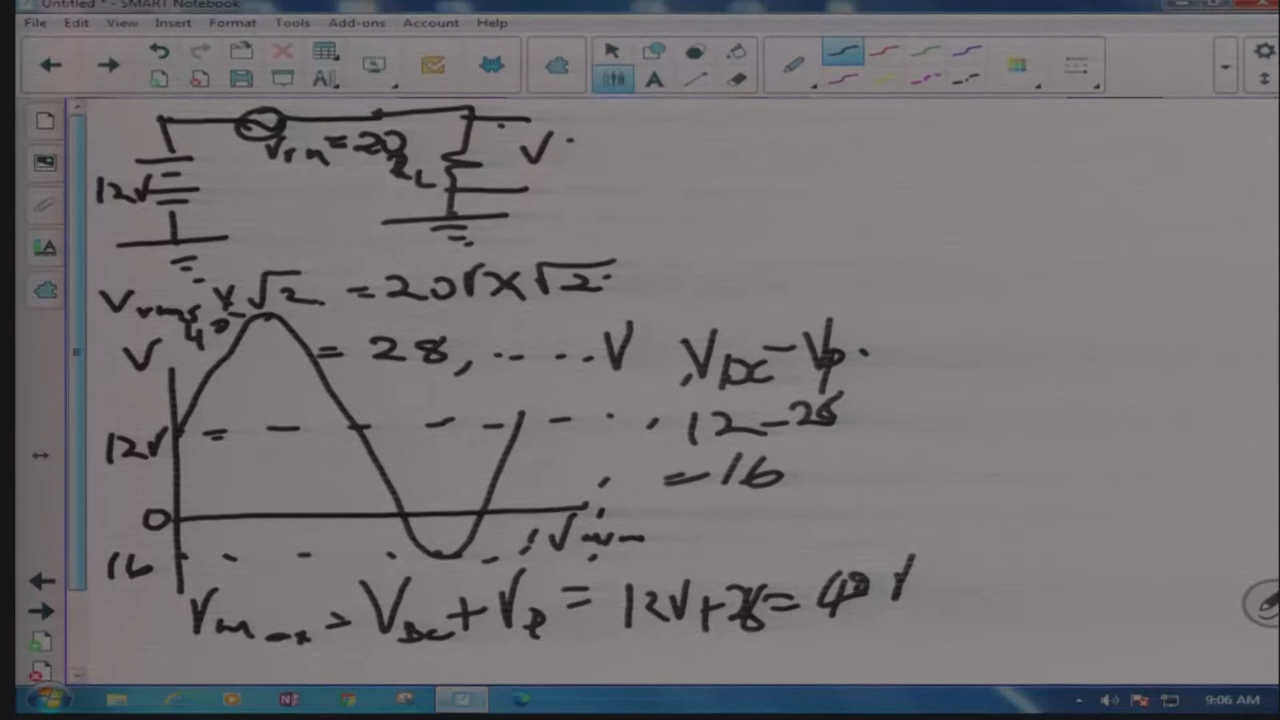 Untitled * - SMART Notebook
File Edit View Insert Format Tools Add-ons Account Help
12V
Vrm = 20
RL
V
Vrms × √2 = 20V × √2
= 28, .... V
40
V
12V
0
16
VDC - Vp
12 - 28
= 16
Vmax = VDC + VP = 12V + 28 = 40V
9:06 AM